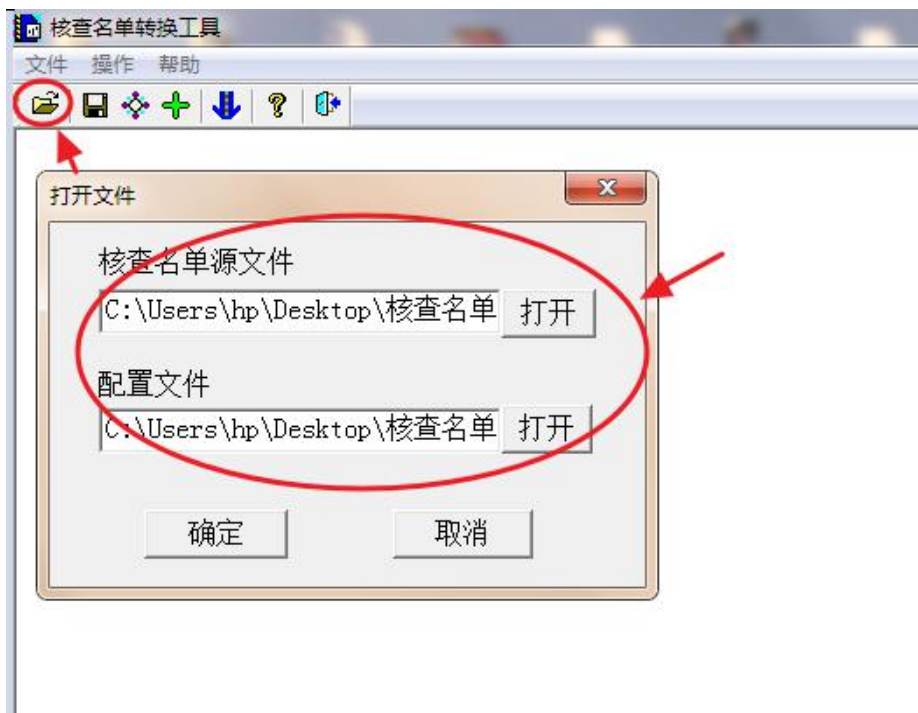 核查名单转换工具
文件 操作 帮助
打开文件
核查名单源文件
C:\Users\hp\Desktop\核查名单 打开
配置文件
C:\Users\hp\Desktop\核查名单 打开
确定 取消